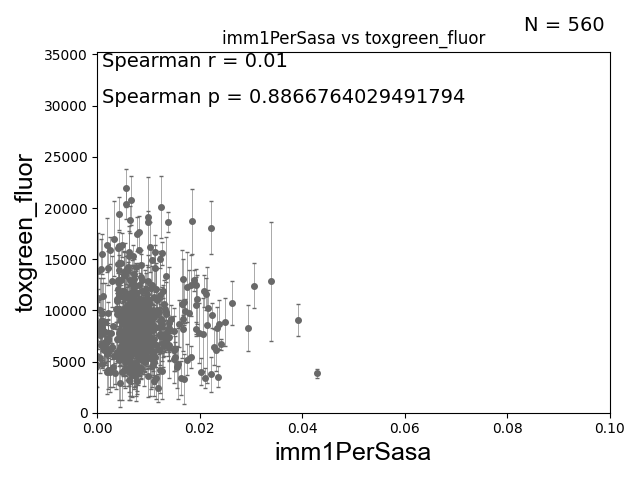 N = 560
imm1PerSasa vs toxgreen_fluor
Spearman r = 0.01
Spearman p = 0.8866764029491794
35000
30000
25000
20000
15000
10000
5000
0
toxgreen_fluor
0.00 0.02 0.04 0.06 0.08 0.10
imm1PerSasa